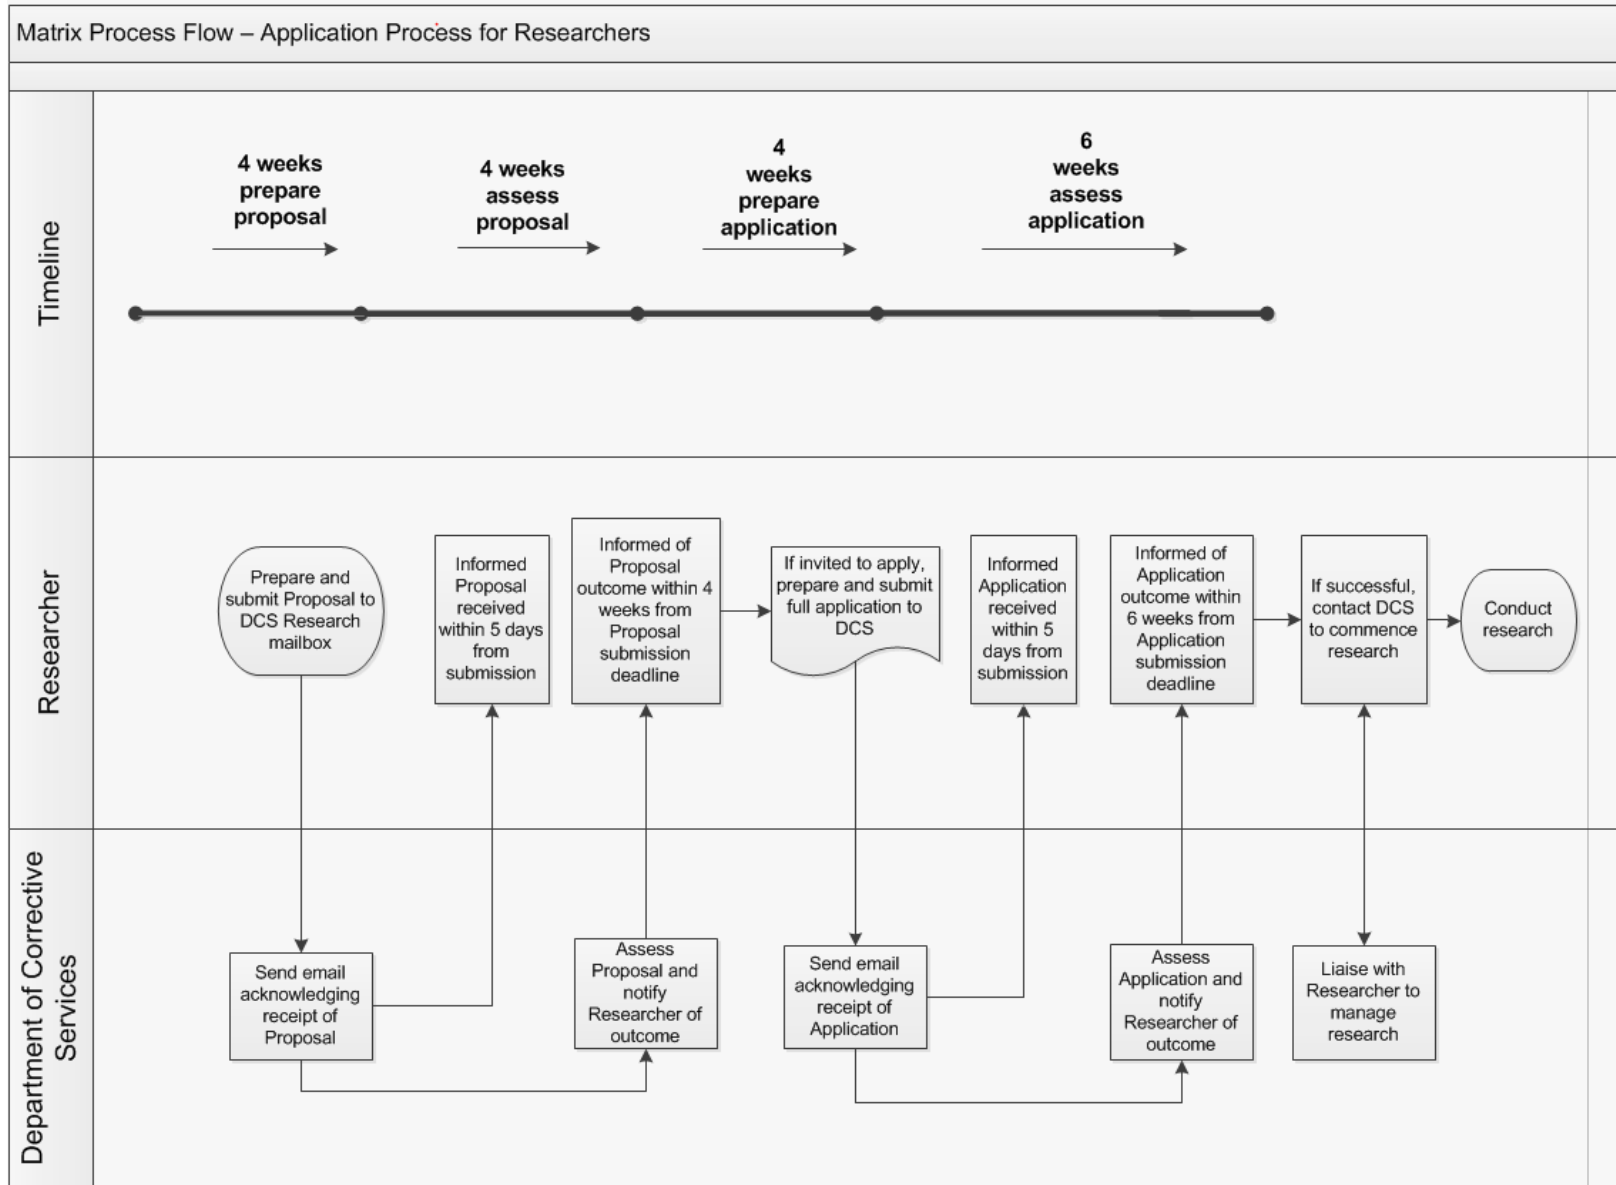 Matrix Process Flow – Application Process for Researchers
Timeline
4 weeks
prepare
proposal
4 weeks
assess
proposal
4
weeks
prepare
application
6
weeks
assess
application
Researcher
Prepare and
submit Proposal to
DCS Research
mailbox
Informed
Proposal
received
within 5 days
from
submission
Informed of
Proposal
outcome within 4
weeks from
Proposal
submission
deadline
If invited to apply,
prepare and submit
full application to
DCS
Informed
Application
received
within 5
days from
submission
Informed of
Application
outcome within
6 weeks from
Application
submission
deadline
If successful,
contact DCS
to commence
research
Conduct
research
Department of Corrective
Services
Send email
acknowledging
receipt of
Proposal
Assess
Proposal and
notify
Researcher of
outcome
Send email
acknowledging
receipt of
Application
Assess
Application and
notify
Researcher of
outcome
Liaise with
Researcher to
manage
research